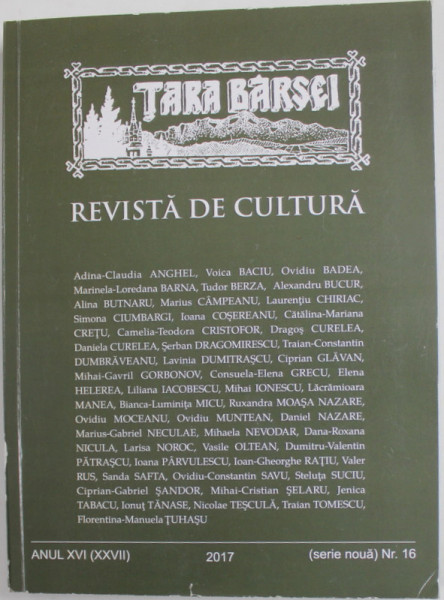 ȚARA BÂRSEI
REVISTĂ DE CULTURĂ
Adina-Claudia ANGHEL, Voica BACIU, Ovidiu BADEA,
Marinela-Loredana BARNA, Tudor BERZA, Alexandru BUCUR,
Alina BUTNARU, Marius CÂMPEANU, Laurențiu CHIRIAC,
Simona CIUMBARGI, Ioana COȘEREANU, Cătălina-Mariana
CREȚU, Camelia-Teodora CRISTOFOR, Dragoș CURELEA,
Daniela CURELEA, Șerban DRAGOMIRESCU, Traian-Constantin
DUMBRĂVEANU, Lavinia DUMITRAȘCU, Ciprian GLĂVAN,
Mihai-Gavril GORBONOV, Consuela-Elena GRECU, Elena
HELEREA, Liliana IACOBESCU, Mihai IONESCU, Lăcrămioara
MANEA, Bianca-Luminița MICU, Ruxandra MOAȘA NAZARE,
Ovidiu MOCEANU, Ovidiu MUNTEAN, Daniel NAZARE,
Marius-Gabriel NECULAE, Mihaela NEVODAR, Dana-Roxana
NICULA, Larisa NOROC, Vasile OLTEAN, Dumitru-Valentin
PĂTRAȘCU, Ioana PÂRVULESCU, Ioan-Gheorghe RAȚIU, Valer
RUS, Sanda SAFTA, Ovidiu-Constantin SAVU, Steluța SUCIU,
Ciprian-Gabriel ȘANDOR, Mihai-Cristian ȘELARU, Jenica
TABACU, Ionuț TĂNASE, Nicolae TEȘCULĂ, Traian TOMESCU,
Florentina-Manuela ȚUHAȘU
ANUL XVI (XXVII) 2017 (serie nouă) Nr. 16